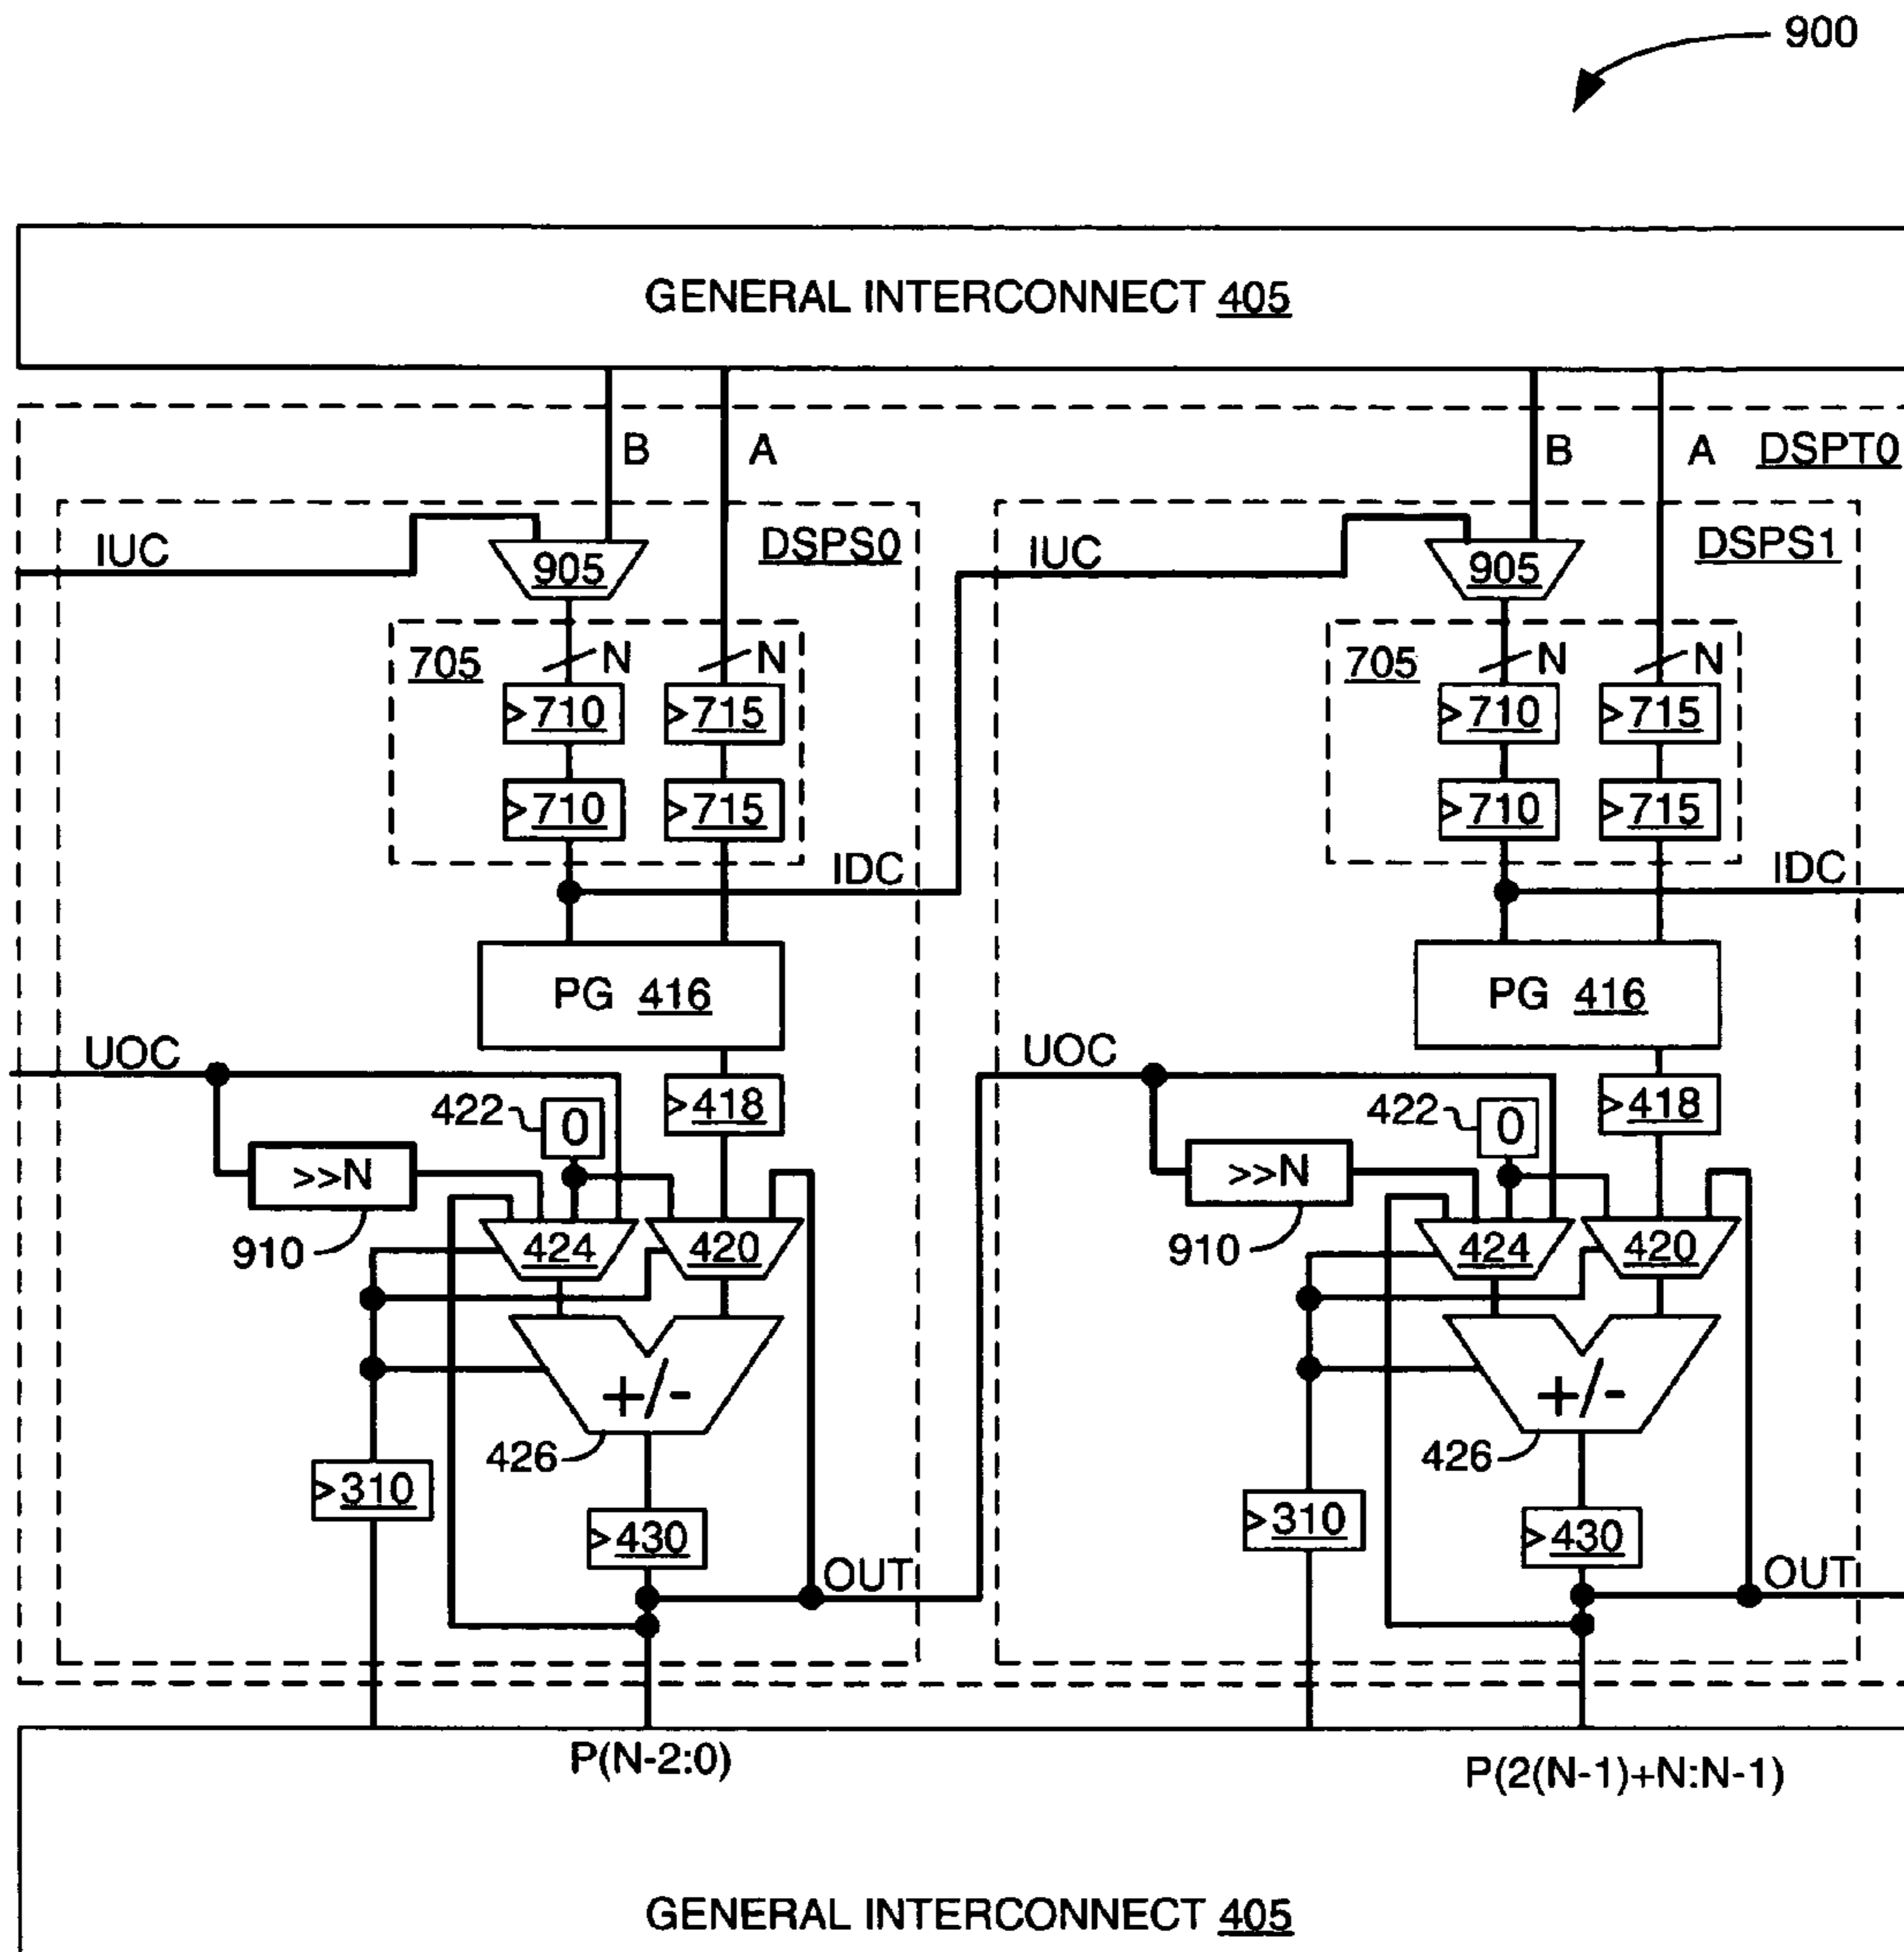 900
GENERAL INTERCONNECT 405
B A B A DSPT0
IUC 905 DSPS0 IUC 905 DSPS1
705 N N 705 N N
>710 >715 >710 >715
>710 >715 >710 >715
IDC IDC
PG 416 PG 416
UOC UOC
422 0 >418 422 0 >418
>>N >>N
910 424 420 910 424 420
+/- +/-
426 426
>310 >310
>430 >430
OUT OUT
P(N-2:0) P(2(N-1)+N:N-1)
GENERAL INTERCONNECT 405